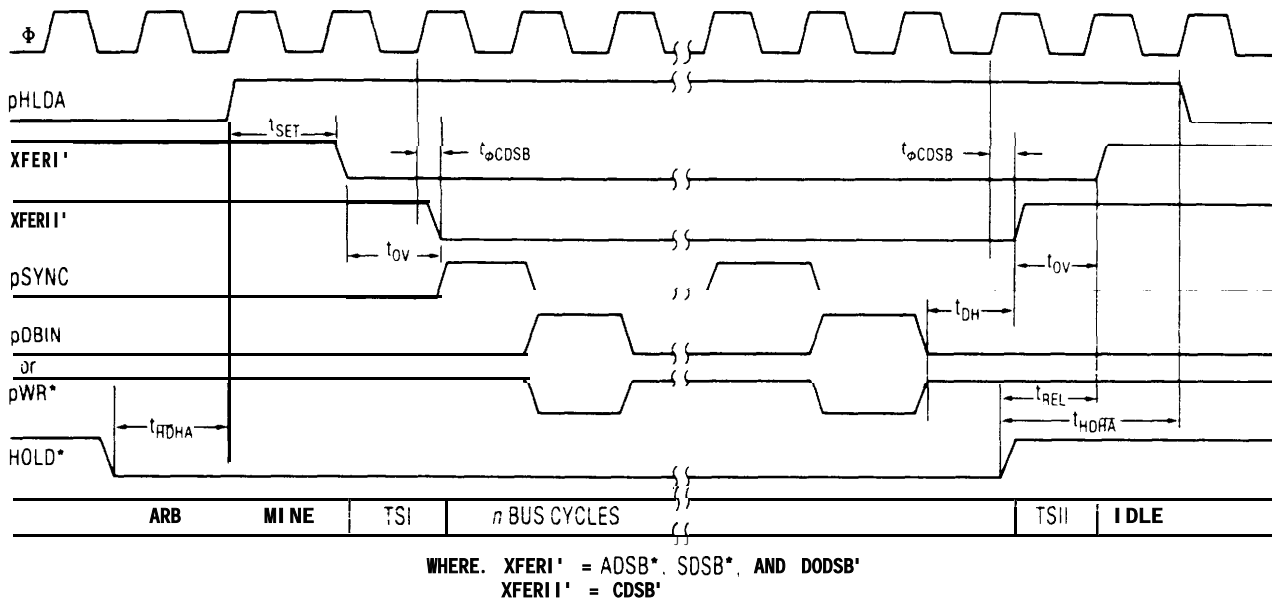 Φ
pHLDA
tSET
XFERI'
tφCDSB
tφCDSB
XFERII'
tOV
tOV
pSYNC
tDH
pDBIN
or
pWR*
tREL
tHDHA
tHDHA
HOLD*
ARB MINE TSI n BUS CYCLES TSII IDLE
WHERE. XFERI' = ADSB*. SDSB*, AND DODSB'
XFERII' = CDSB'